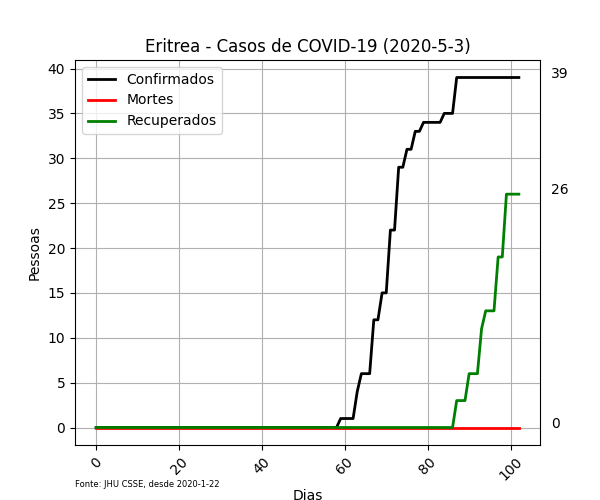 Eritrea - Casos de COVID-19 (2020-5-3)
Confirmados
Mortes
Recuperados
40
35
30
25
20
15
10
5
0
Pessoas
39
26
0
0
20
40
60
80
100
Fonte: JHU CSSE, desde 2020-1-22
Dias